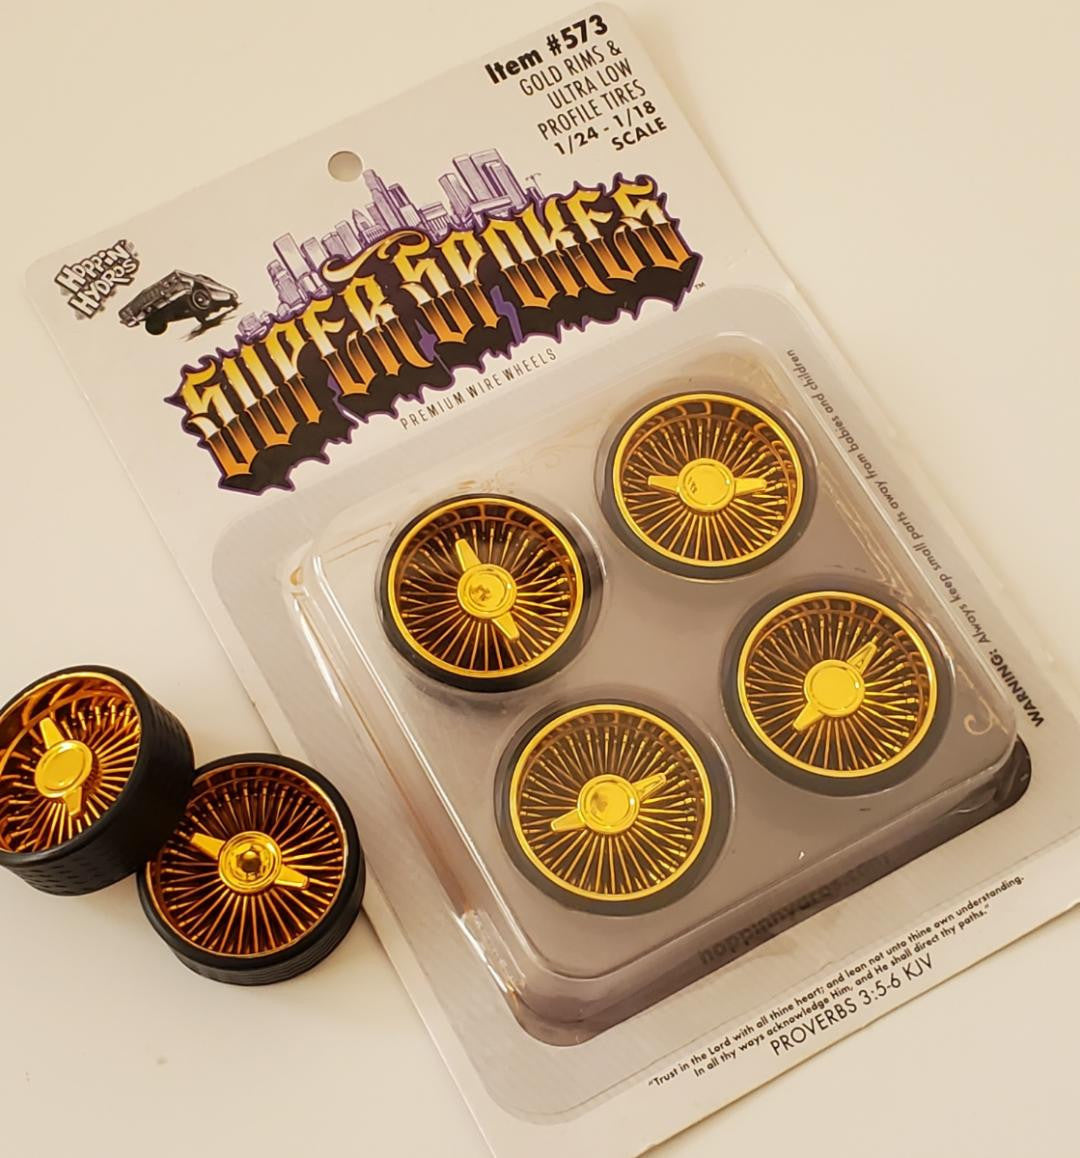 Item #573
GOLD RIMS &
ULTRA LOW
PROFILE TIRES
1/24 - 1/18
SCALE
HOPPIN'
HYDROS
SUPER SPOKES
™
PREMIUM WIRE WHEELS
WARNING: Always keep small parts away from babies and children
hoppinhydros.com
"Trust in the Lord with all thine heart; and lean not unto thine own understanding.
In all thy ways acknowledge Him, and He shall direct thy paths."
PROVERBS 3:5-6 KJV